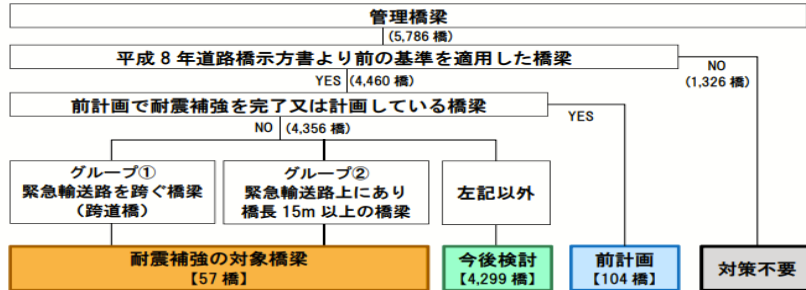 管理橋梁
(5,786 橋)
平成 8 年道路橋示方書より前の基準を適用した橋梁
NO
(1,326 橋)
YES (4,460 橋)
前計画で耐震補強を完了又は計画している橋梁
YES
NO (4,356 橋)
グループ①
緊急輸送路を跨ぐ橋梁
(跨道橋)
グループ②
緊急輸送路上にあり
橋長 15m 以上の橋梁
左記以外
耐震補強の対象橋梁
【57 橋】
今後検討
【4,299 橋】
前計画
【104 橋】
対策不要